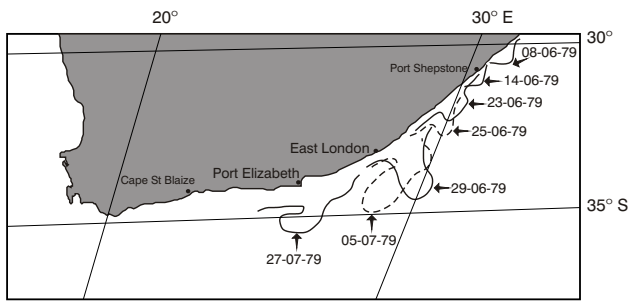 20° 30° E
30°
08-06-79
Port Shepstone
14-06-79
23-06-79
25-06-79
East London
Port Elizabeth
Cape St Blaize
29-06-79
35° S
05-07-79
27-07-79